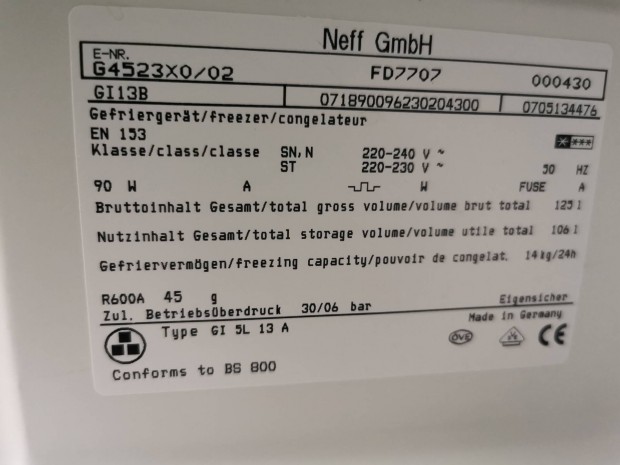 Neff GmbH
E-NR.
G4523X0/02 FD7707 000430
GI13B 071890096230204300 0705134476
Gefriergerät/freezer/congelateur
EN 153
Klasse/class/classe SN,N 220-240 V ~
ST 220-230 V ~ 50 HZ
90 W A W FUSE A
Bruttoinhalt Gesamt/total gross volume/volume brut total 125 l
Nutzinhalt Gesamt/total storage volume/volume utile total 106 l
Gefriervermögen/freezing capacity/pouvoir de congelat. 14 kg/24h
R600A 45 g Eigensicher
Zul. Betriebsüberdruck 30/06 bar Made in Germany
Type GI 5L 13 A
ÖVE CE
Conforms to BS 800